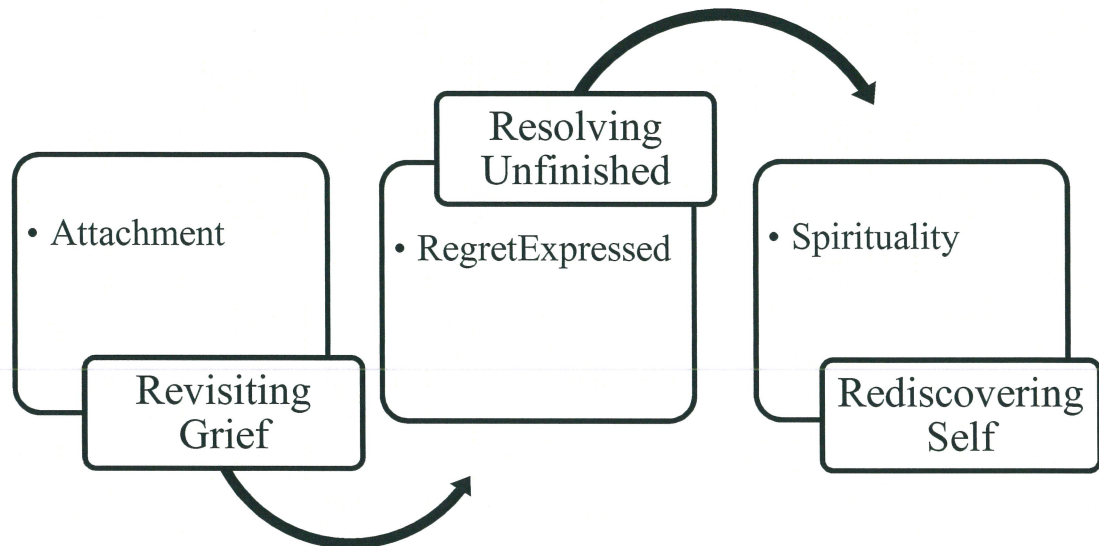 • Attachment
Revisiting
Grief
Resolving
Unfinished
• RegretExpressed
• Spirituality
Rediscovering
Self